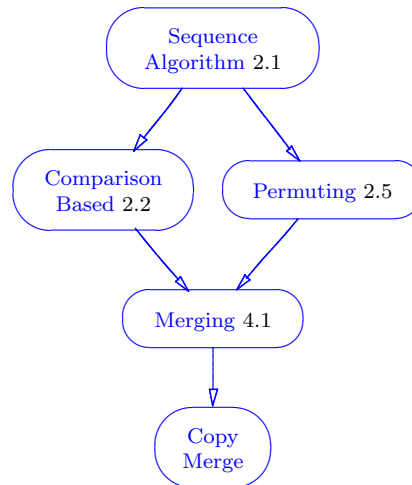 Sequence
Algorithm 2.1
Comparison
Based 2.2
Permuting 2.5
Merging 4.1
Copy
Merge